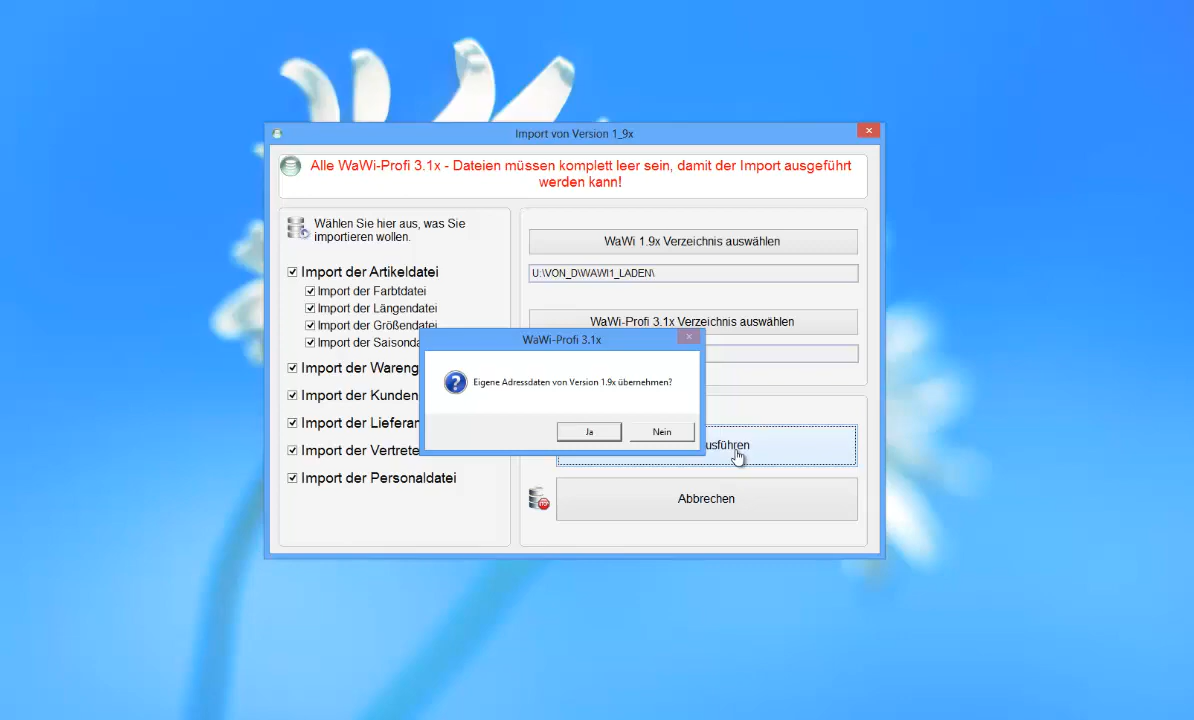 Import von Version 1_9x
Alle WaWi-Profi 3.1x - Dateien müssen komplett leer sein, damit der Import ausgeführt
werden kann!
Wählen Sie hier aus, was Sie
importieren wollen.
Import der Artikeldatei
Import der Farbtdatei
Import der Längendatei
Import der Größendatei
Import der Saisonda
Import der Wareng
Import der Kunden
Import der Lieferan
Import der Vertrete
Import der Personaldatei
WaWi 1.9x Verzeichnis auswählen
U:\VON_D\WAWI1_LADEN\
WaWi-Profi 3.1x Verzeichnis auswählen
WaWi-Profi 3.1x
Eigene Adressdaten von Version 1.9x übernehmen?
Ja
Nein
usführen
Abbrechen